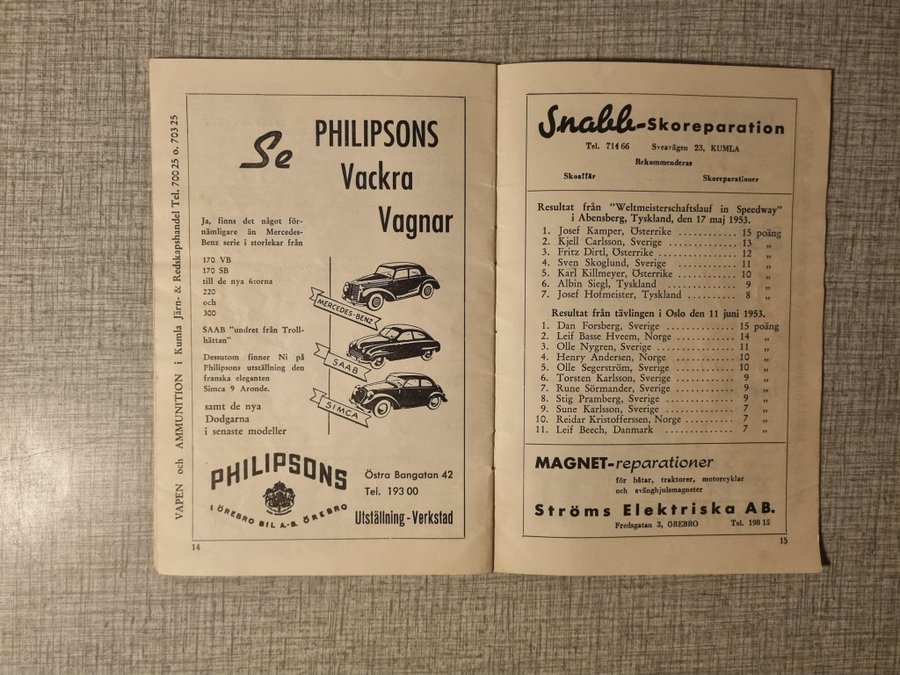 VAPEN och AMMUNITION i Kumla Järn- & Redskapshandel Tel. 700 25 o. 703 25
Se PHILIPSONS
Vackra
Vagnar
Ja, finns det något för-
nämligare än Mercedes-
Benz serie i storlekar från
170 VB
170 SB
till de nya 6:orna
220
och
300
SAAB "undret från Troll-
hättan"
Dessutom finner Ni på
Philipsons utställning den
franska eleganten
Simca 9 Aronde.
samt de nya
Dodgarna
i senaste modeller
MERCEDES-BENZ
SAAB
SIMCA
PHILIPSONS
I ÖREBRO BIL A.-B. ÖREBRO
Östra Bangatan 42
Tel. 193 00
Utställning - Verkstad
14
Snabb-Skoreparation
Tel. 714 66 Sveavägen 23, KUMLA
Rekommenderas
Skoaffär Skoreparationer
Resultat från "Weltmeisterschaftslauf in Speedway"
i Abensberg, Tyskland, den 17 maj 1953.
1. Josef Kamper, Österrike .......... 15 poäng
2. Kjell Carlsson, Sverige .......... 13 „
3. Fritz Dirtl, Österrike .......... 12 „
4. Sven Skoglund, Sverige .......... 11 „
5. Karl Killmeyer, Österrike .......... 10 „
6. Albin Siegl, Tyskland .......... 9 „
7. Josef Hofmeister, Tyskland .......... 8 „
Resultat från tävlingen i Oslo den 11 juni 1953.
1. Dan Forsberg, Sverige .......... 15 poäng
2. Leif Basse Hveem, Norge .......... 14 „
3. Olle Nygren, Sverige .......... 11 „
4. Henry Andersen, Norge .......... 10 „
5. Olle Segerström, Sverige .......... 10 „
6. Torsten Karlsson, Sverige .......... 9 „
7. Rune Sörmander, Sverige .......... 9 „
8. Stig Pramberg, Sverige .......... 9 „
9. Sune Karlsson, Sverige .......... 7 „
10. Reidar Kristofferssen, Norge .......... 7 „
11. Leif Beech, Danmark .......... 7 „
MAGNET-reparationer
för båtar, traktorer, motorcyklar
och svänghjulsmagneter
Ströms Elektriska AB.
Fredsgatan 3, ÖREBRO Tel. 198 15
15